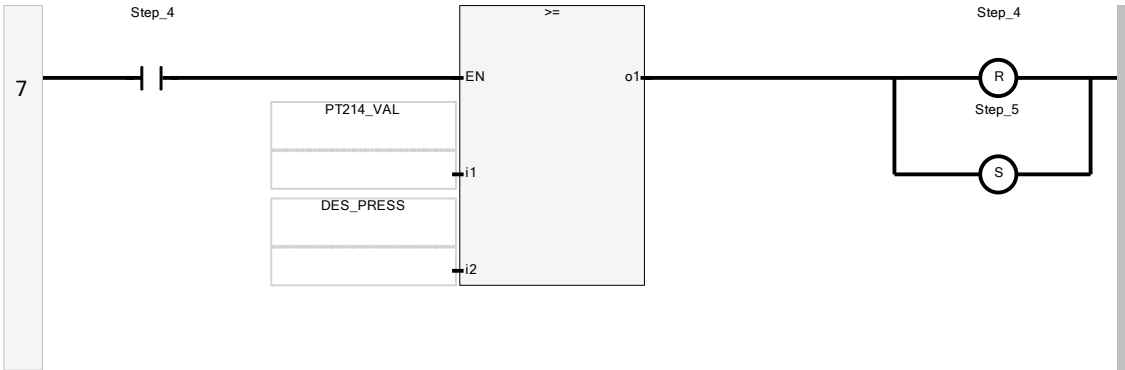 Step_4
>=
Step_4
7
EN
o1
R
PT214_VAL
Step_5
i1
S
DES_PRESS
i2